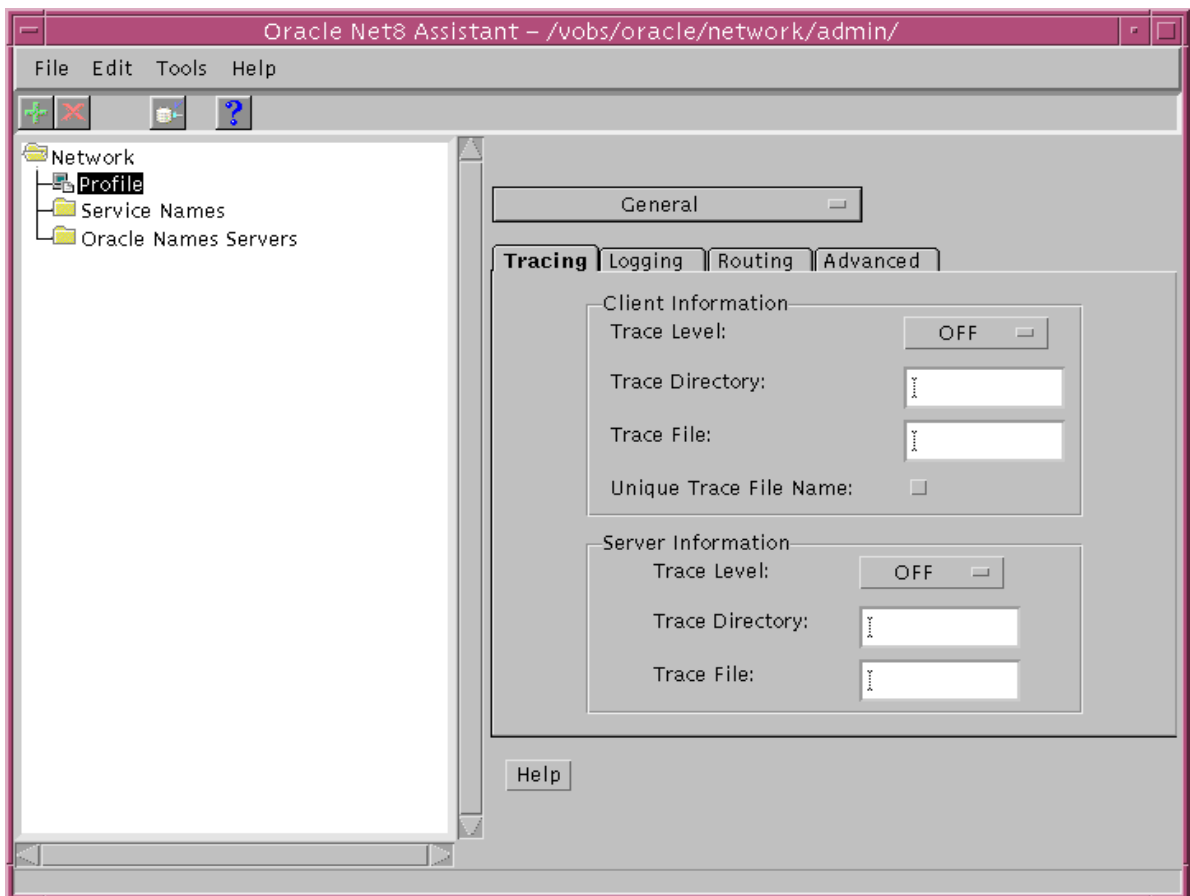 Oracle Net8 Assistant – /vobs/oracle/network/admin/
File Edit Tools Help
?
Network
Profile
Service Names
Oracle Names Servers
General
Tracing Logging Routing Advanced
Client Information
Trace Level: OFF
Trace Directory:
Trace File:
Unique Trace File Name:
Server Information
Trace Level: OFF
Trace Directory:
Trace File:
Help